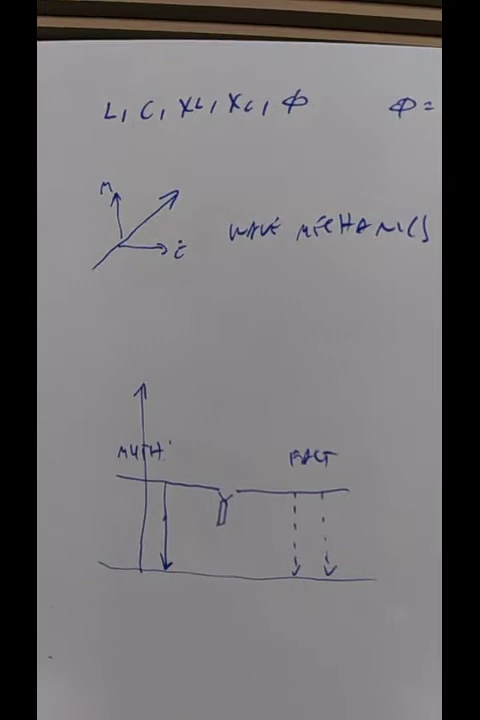 L, C, XL, XC, Φ Φ =
M
E
WAVE MECHANICS
MYTH FACT